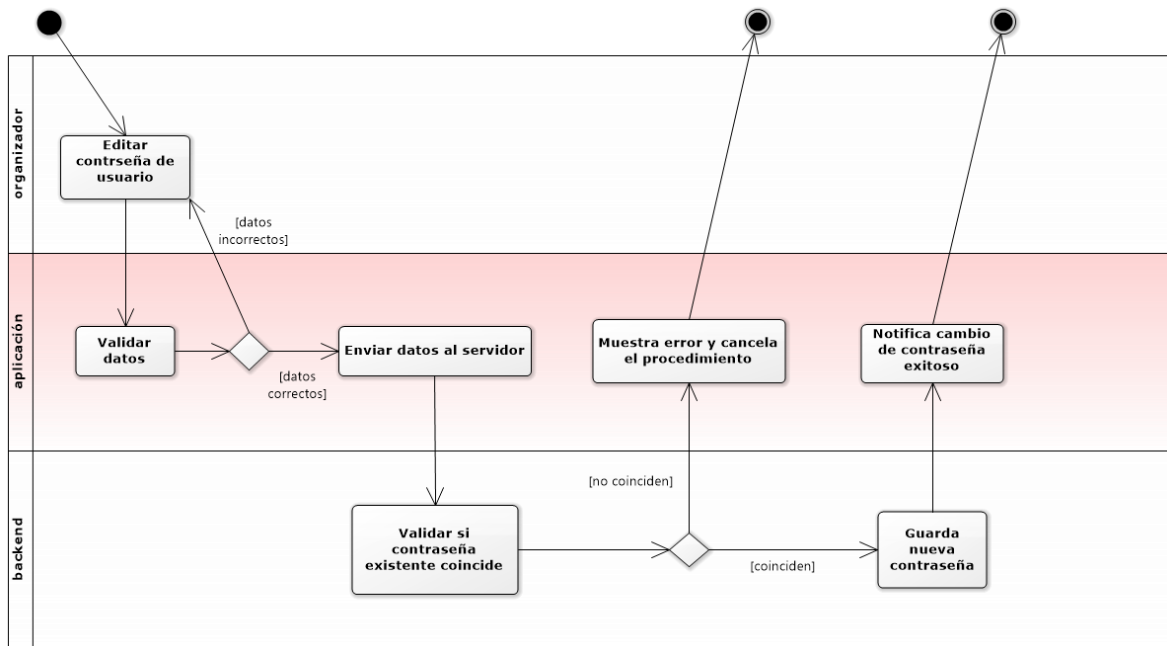 organizador
Editar
contrseña de
usuario
[datos
incorrectos]
aplicación
Validar
datos
[datos
correctos]
Enviar datos al servidor
Muestra error y cancela
el procedimiento
Notifica cambio
de contraseña
exitoso
backend
Validar si
contraseña
existente coincide
[no coinciden]
[coinciden]
Guarda
nueva
contraseña